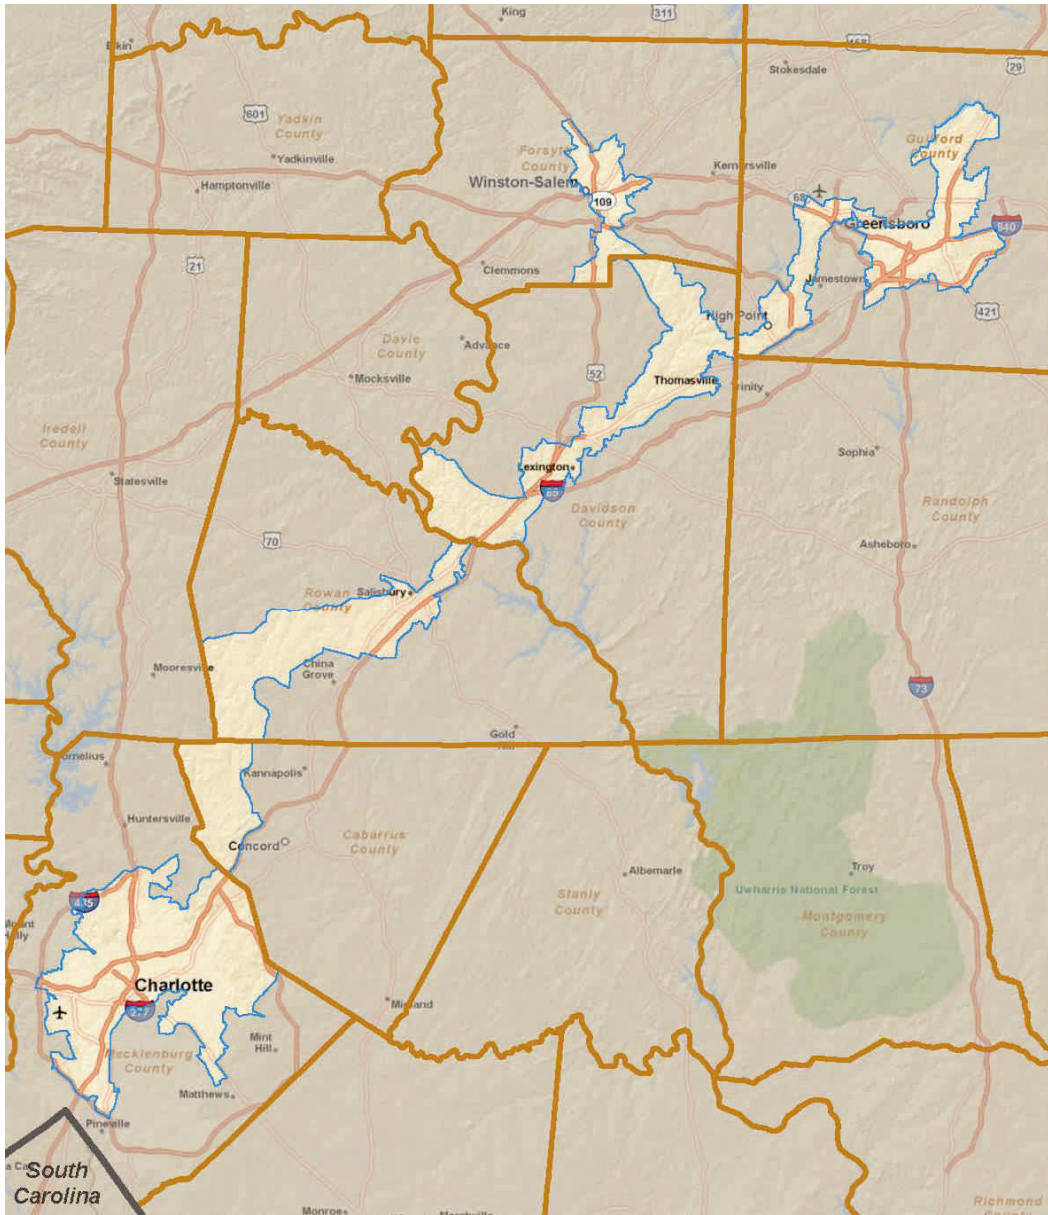 King
311
Elkin
Stokesdale
29
601
Yadkin
County
Guilford
County
Forsyth
County
Yadkinville
Kernersville
Winston-Salem
Hamptonville
109
68
Greensboro
840
21
Clemmons
Jamestown
421
High Point
Davie
County
Advance
52
Mocksville
Thomasville
Trinity
Iredell
County
Sophia
Lexington
Statesville
85
Davidson
County
Randolph
County
70
Asheboro
Rowan
County
Salisbury
Mooresville
China
Grove
73
Gold
Cornelius
Kannapolis
Huntersville
Cabarrus
County
Concord
Albemarle
Troy
Uwharrie National Forest
Stanly
County
Montgomery
County
485
Mount
Holly
Charlotte
Midland
277
Mint
Hill
Mecklenburg
County
Matthews
Pineville
South
Carolina
Richmond
Monroe